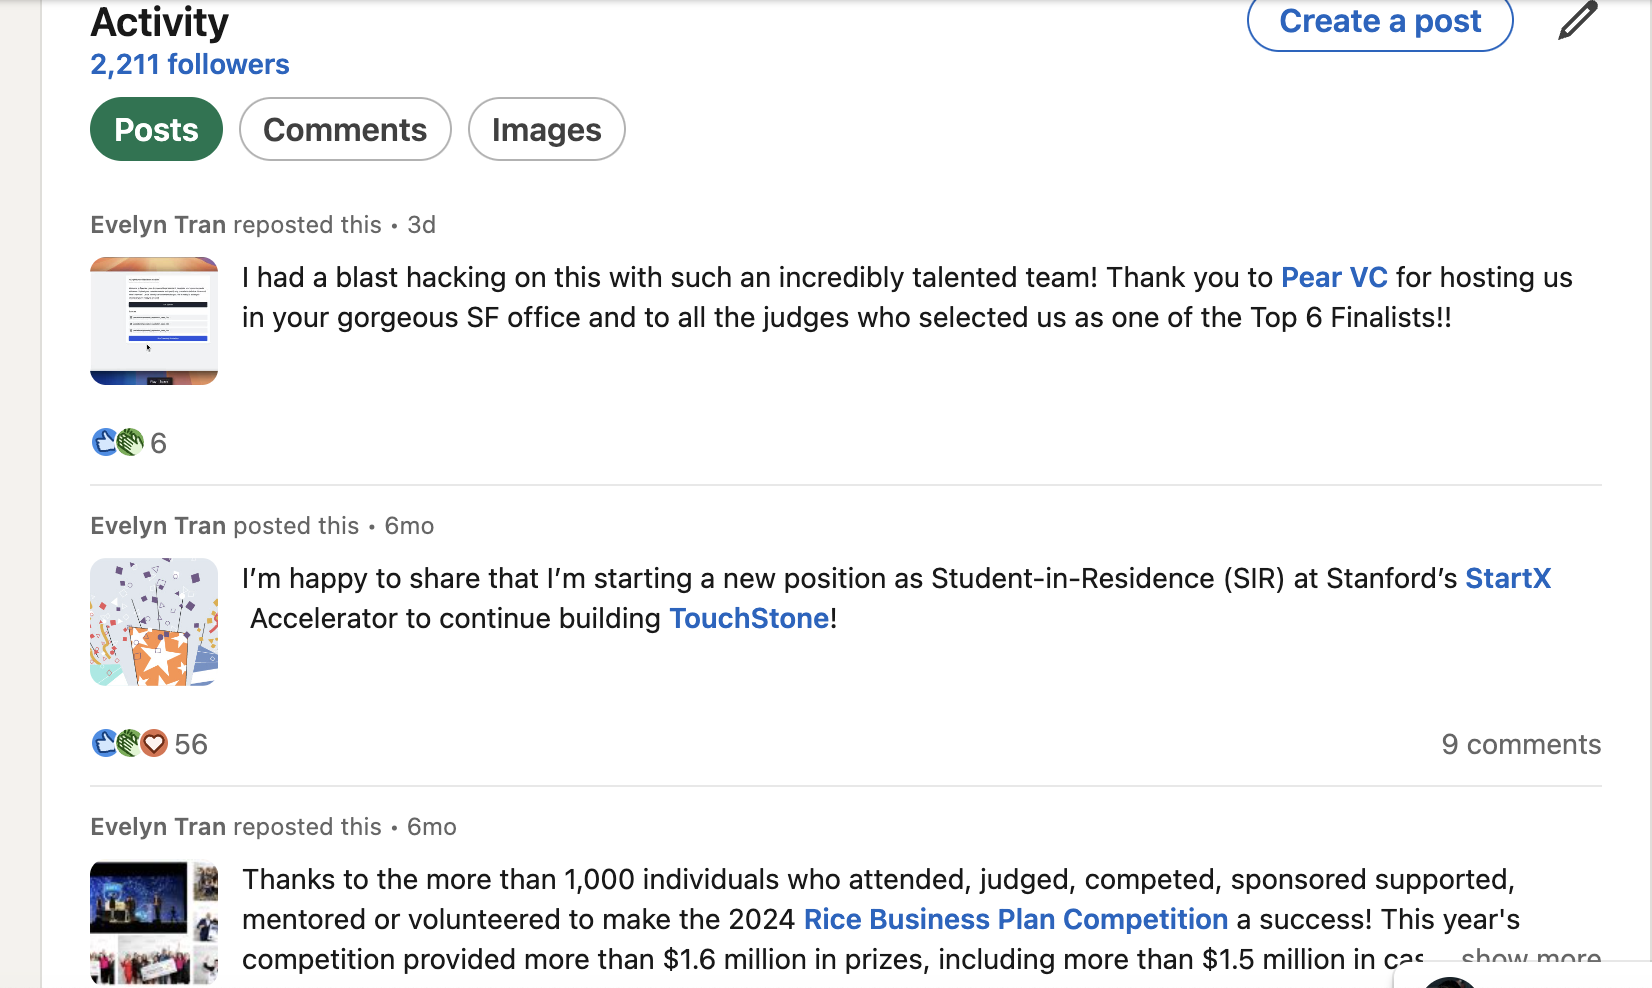 Activity
Create a post
2,211 followers
Posts
Comments
Images
Evelyn Tran reposted this • 3d
I had a blast hacking on this with such an incredibly talented team! Thank you to Pear VC for hosting us
in your gorgeous SF office and to all the judges who selected us as one of the Top 6 Finalists!!
6
Evelyn Tran posted this • 6mo
I’m happy to share that I’m starting a new position as Student-in-Residence (SIR) at Stanford’s StartX
Accelerator to continue building TouchStone!
56
9 comments
Evelyn Tran reposted this • 6mo
Thanks to the more than 1,000 individuals who attended, judged, competed, sponsored supported,
mentored or volunteered to make the 2024 Rice Business Plan Competition a success! This year's
competition provided more than $1.6 million in prizes, including more than $1.5 million in
show more